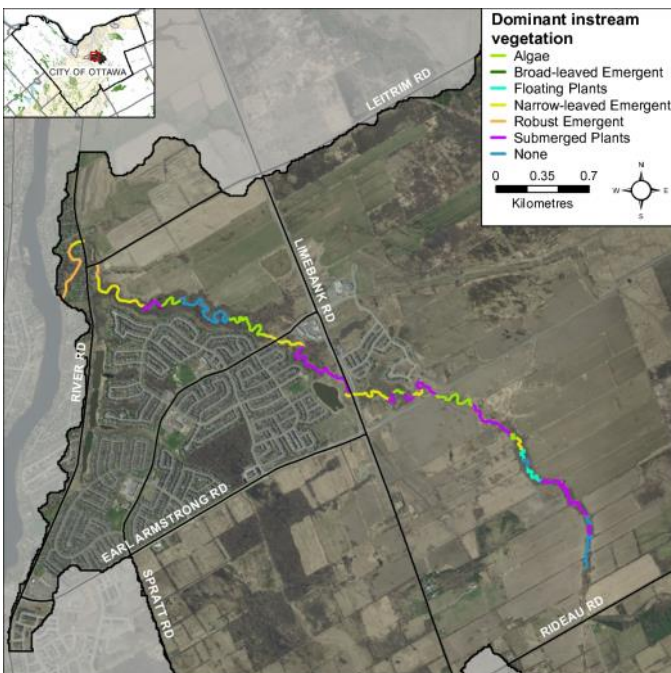 CITY OF OTTAWA
Dominant instream
vegetation
Algae
Broad-leaved Emergent
Floating Plants
Narrow-leaved Emergent
Robust Emergent
Submerged Plants
None
0 0.35 0.7
Kilometres
N
W E
S
LEITRIM RD
LIMEBANK RD
RIVER RD
EARL ARMSTRONG RD
SPRATT RD
RIDEAU RD